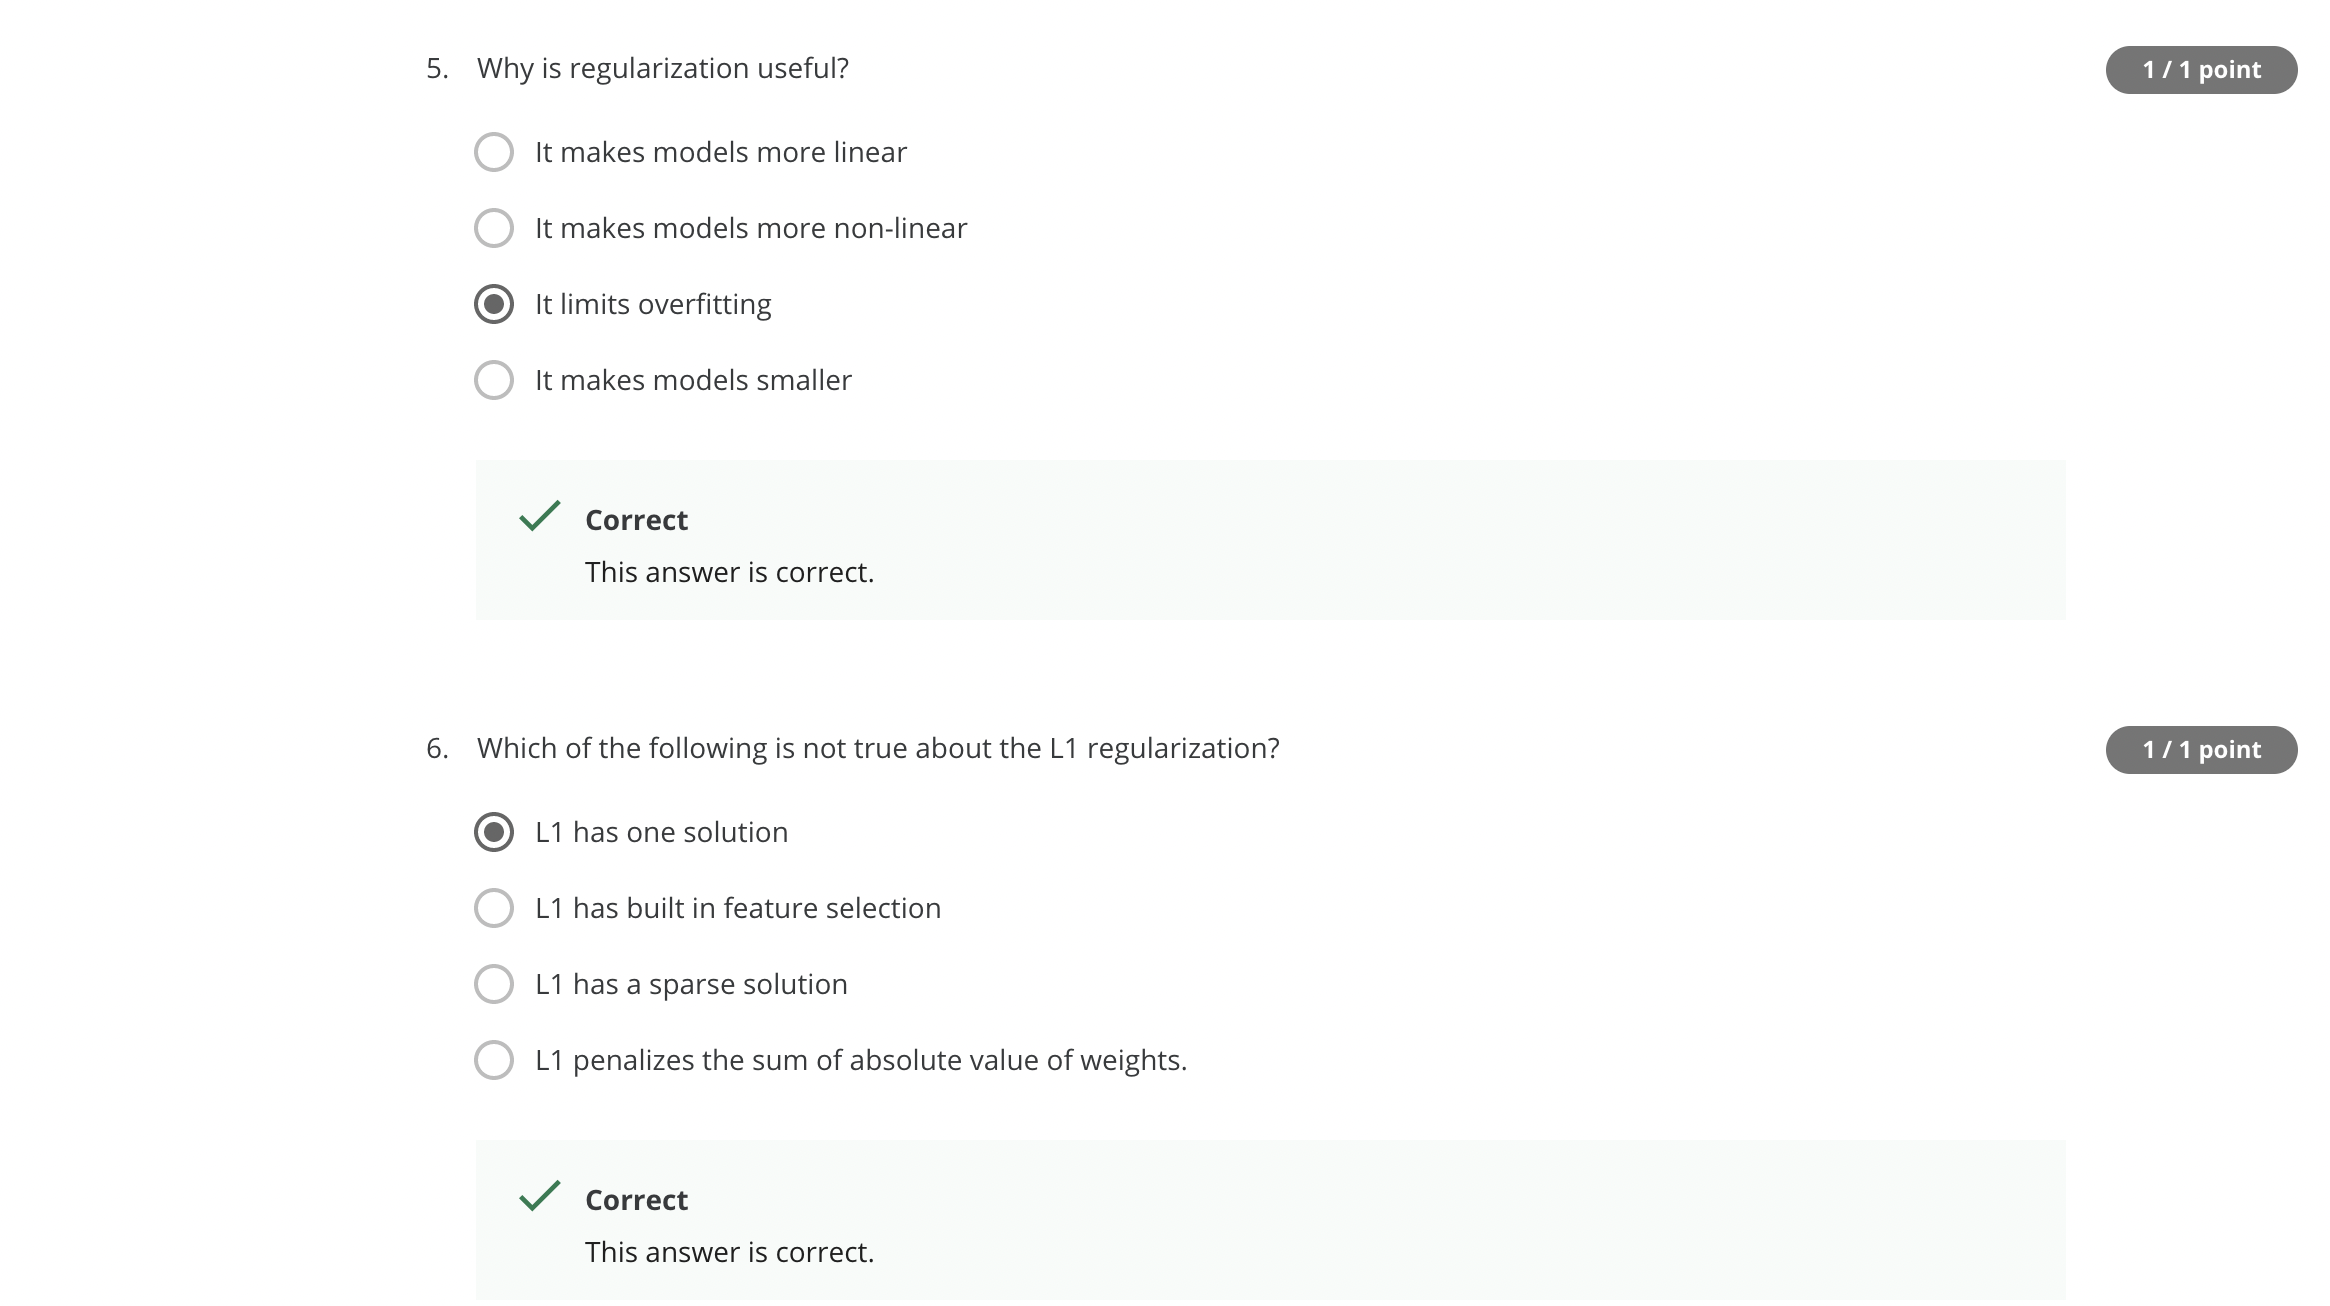 5. Why is regularization useful?
1 / 1 point
It makes models more linear
It makes models more non-linear
It limits overfitting
It makes models smaller
Correct
This answer is correct.
6. Which of the following is not true about the L1 regularization?
1 / 1 point
L1 has one solution
L1 has built in feature selection
L1 has a sparse solution
L1 penalizes the sum of absolute value of weights.
Correct
This answer is correct.